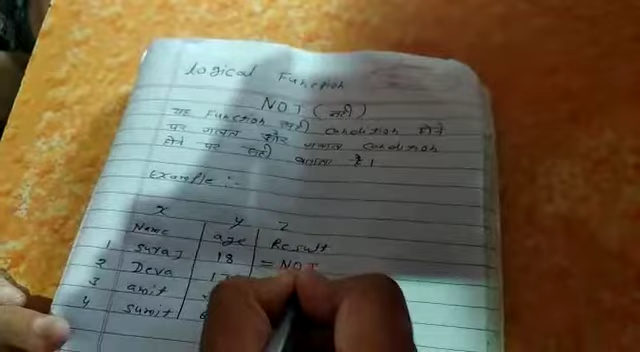 Logical Function
NOT (नही)
यह Function सही Condition होने
पर गलत और गलत Condition
होने पर सही बताता है।
Example :-
x y z
Name age Result
1 Suraj 18 = NOT
2 Deva 17
3 amit
4 Sumit